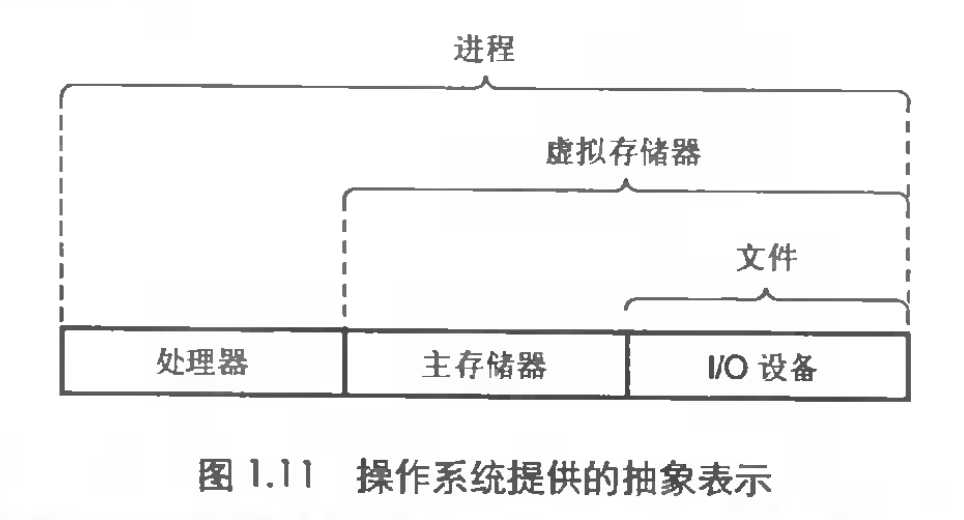 进程
虚拟存储器
文件
处理器 主存储器 I/O 设备
图 1.11 操作系统提供的抽象表示